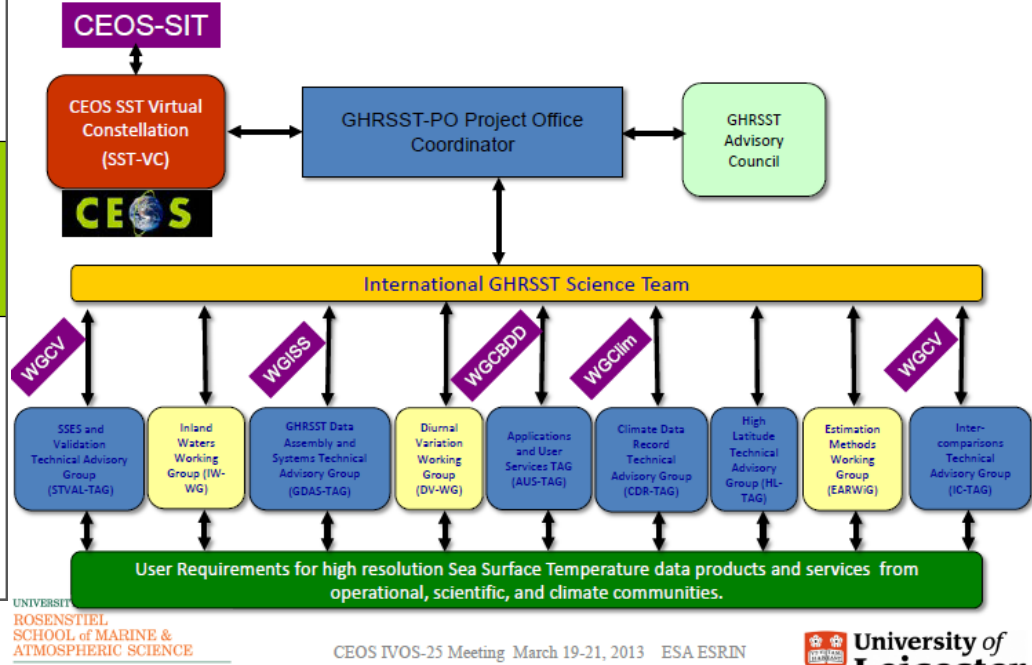 CEOS-SIT
CEOS SST Virtual
Constellation
(SST-VC)
CEOS
GHRSST-PO Project Office
Coordinator
GHRSST
Advisory
Council
International GHRSST Science Team
WGCV
WGISS
WGCBDD
WGClim
WGCV
SSES and
Validation
Technical Advisory
Group
(STVAL-TAG)
Inland
Waters
Working
Group (IW-
WG)
GHRSST Data
Assembly and
Systems Technical
Advisory Group
(GDAS-TAG)
Diurnal
Variation
Working
Group
(DV-WG)
Applications
and User
Services TAG
(AUS-TAG)
Climate Data
Record
Technical
Advisory Group
(CDR-TAG)
High
Latitude
Technical
Advisory
Group (HL-
TAG)
Estimation
Methods
Working
Group
(EARWiG)
Inter-
comparisons
Technical
Advisory Group
(IC-TAG)
User Requirements for high resolution Sea Surface Temperature data products and services from
operational, scientific, and climate communities.
ROSENSTIEL
SCHOOL of MARINE &
ATMOSPHERIC SCIENCE
CEOS IVOS-25 Meeting March 19-21, 2013 ESA ESRIN
University of